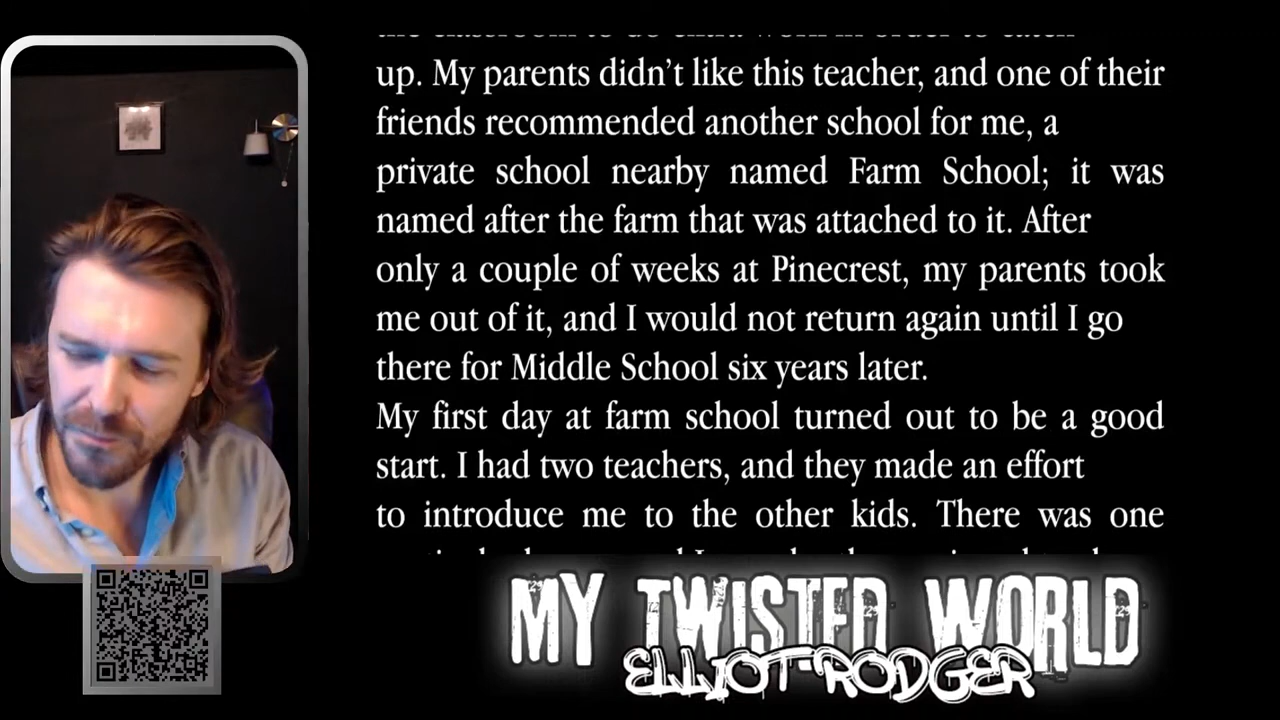 up. My parents didn’t like this teacher, and one of their
friends recommended another school for me, a
private school nearby named Farm School; it was
named after the farm that was attached to it. After
only a couple of weeks at Pinecrest, my parents took
me out of it, and I would not return again until I go
there for Middle School six years later.
My first day at farm school turned out to be a good
start. I had two teachers, and they made an effort
to introduce me to the other kids. There was one
MY TWISTED WORLD
ELLIOT RODGER